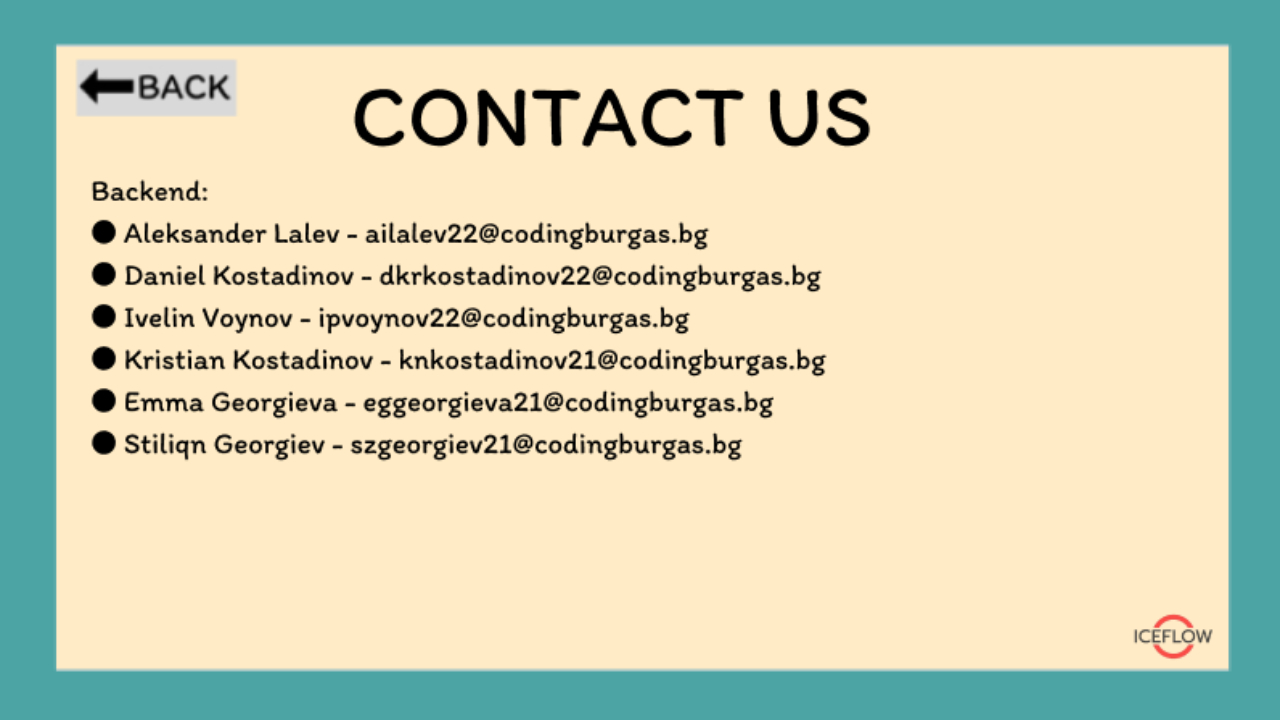 BACK
CONTACT US
Backend:
● Aleksander Lalev - ailalev22@codingburgas.bg
● Daniel Kostadinov - dkrkostadinov22@codingburgas.bg
● Ivelin Voynov - ipvoynov22@codingburgas.bg
● Kristian Kostadinov - knkostadinov21@codingburgas.bg
● Emma Georgieva - eggeorgieva21@codingburgas.bg
● Stiliqn Georgiev - szgeorgiev21@codingburgas.bg
ICEFLOW